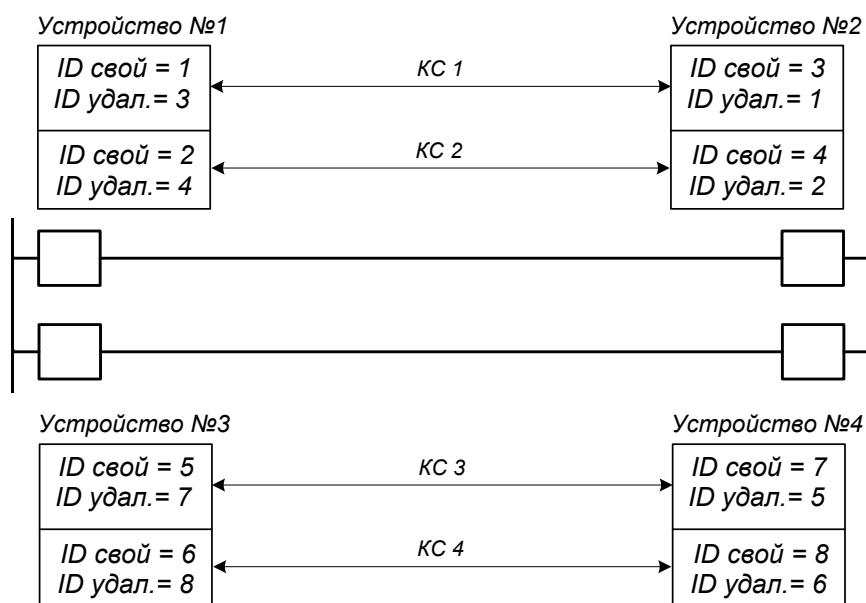 Устройство №1
Устройство №2
ID свой = 1
ID удал.= 3
КС 1
ID свой = 3
ID удал.= 1
ID свой = 2
ID удал.= 4
КС 2
ID свой = 4
ID удал.= 2
Устройство №3
Устройство №4
ID свой = 5
ID удал.= 7
КС 3
ID свой = 7
ID удал.= 5
ID свой = 6
ID удал.= 8
КС 4
ID свой = 8
ID удал.= 6